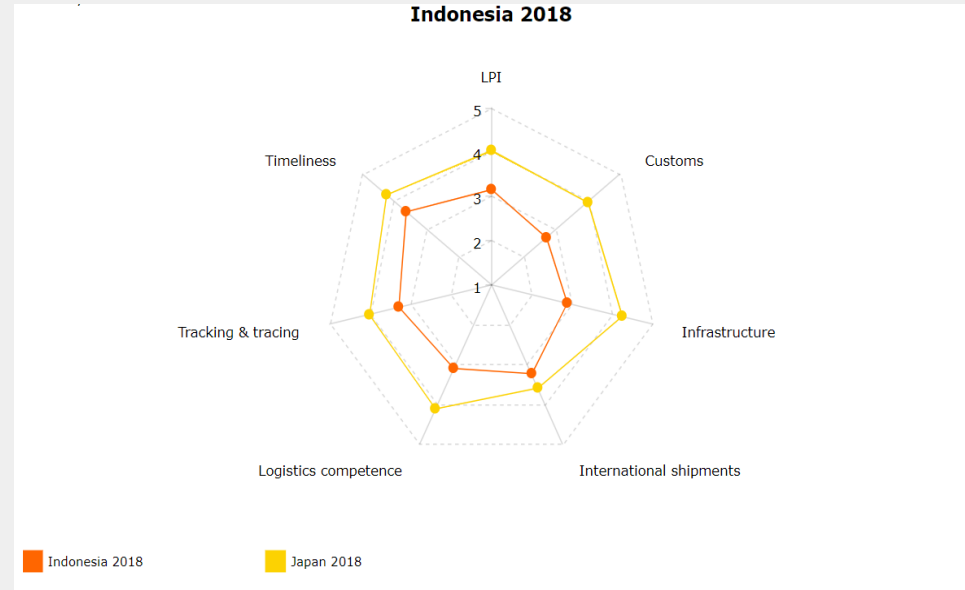 Indonesia 2018
LPI
5
Timeliness
4
Customs
3
2
1
Tracking & tracing
Infrastructure
Logistics competence
International shipments
Indonesia 2018
Japan 2018